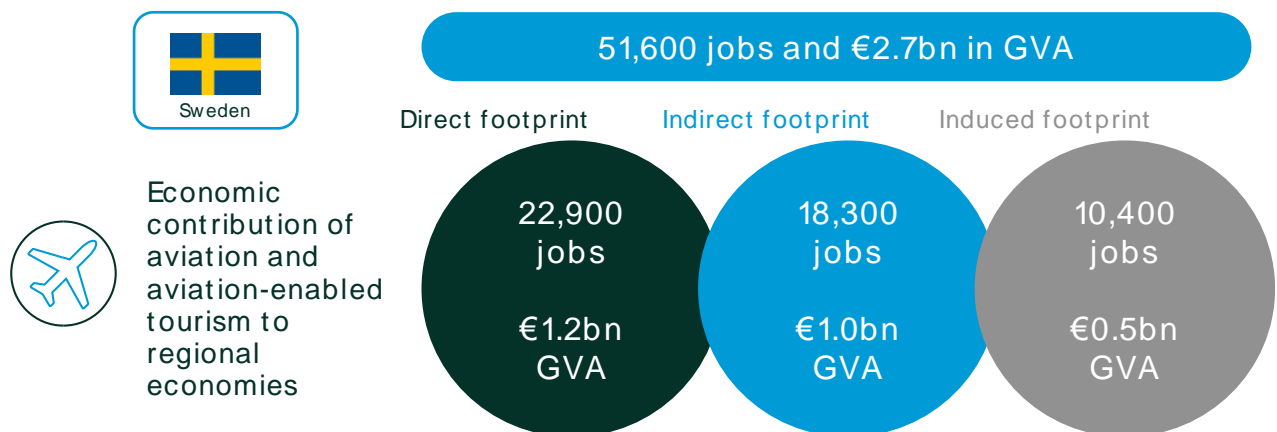 Sweden
51,600 jobs and €2.7bn in GVA
Direct footprint
Indirect footprint
Induced footprint
Economic
contribution of
aviation and
aviation-enabled
tourism to
regional
economies
22,900
jobs
€1.2bn
GVA
18,300
jobs
€1.0bn
GVA
10,400
jobs
€0.5bn
GVA